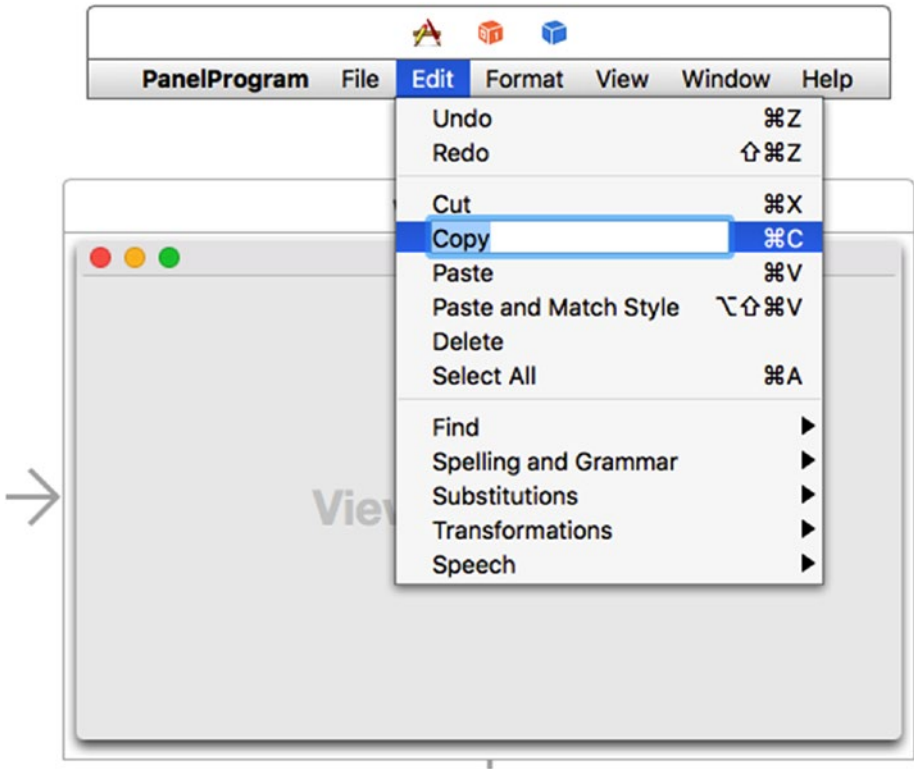 PanelProgram File Edit Format View Window Help
Undo ⌘Z
Redo ⇧⌘Z
Cut ⌘X
Copy ⌘C
Paste ⌘V
Paste and Match Style ⌥⇧⌘V
Delete
Select All ⌘A
Find
Spelling and Grammar
Substitutions
Transformations
Speech